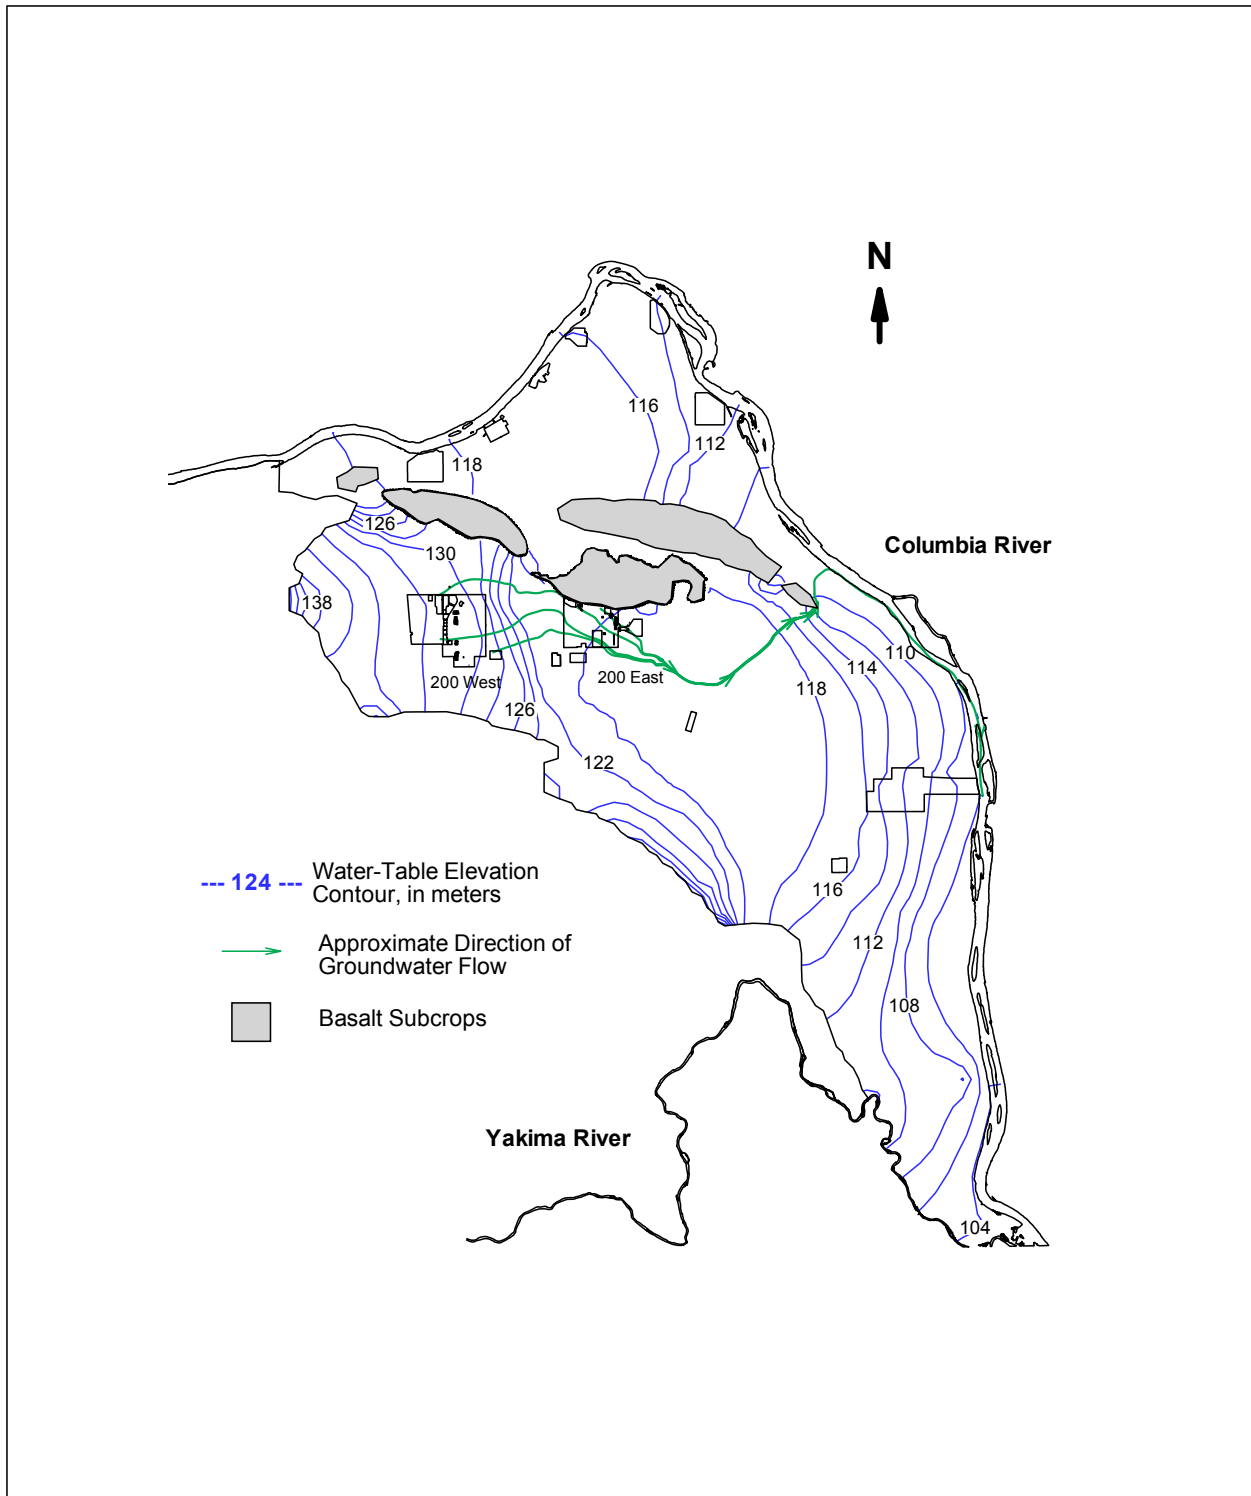 N
116
112
118
Columbia River
126
130
138
110
114
200 West
200 East
118
126
122
--- 124 --- Water-Table Elevation
Contour, in meters
116
Approximate Direction of
Groundwater Flow
112
108
Basalt Subcrops
Yakima River
104